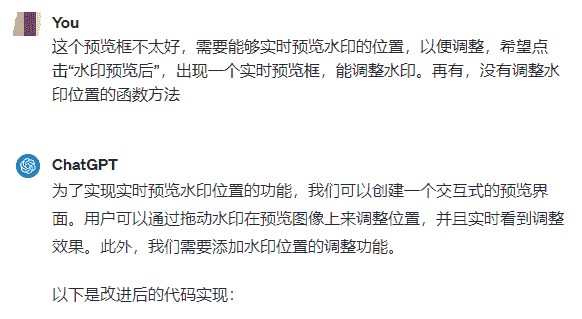 You
这个预览框不太好，需要能够实时预览水印的位置，以便调整，希望点
击“水印预览后”，出现一个实时预览框，能调整水印。再有，没有调整水
印位置的函数方法
ChatGPT
为了实现实时预览水印位置的功能，我们可以创建一个交互式的预览界
面。用户可以通过拖动水印在预览图像上来调整位置，并且实时看到调整
效果。此外，我们需要添加水印位置的调整功能。
以下是改进后的代码实现：